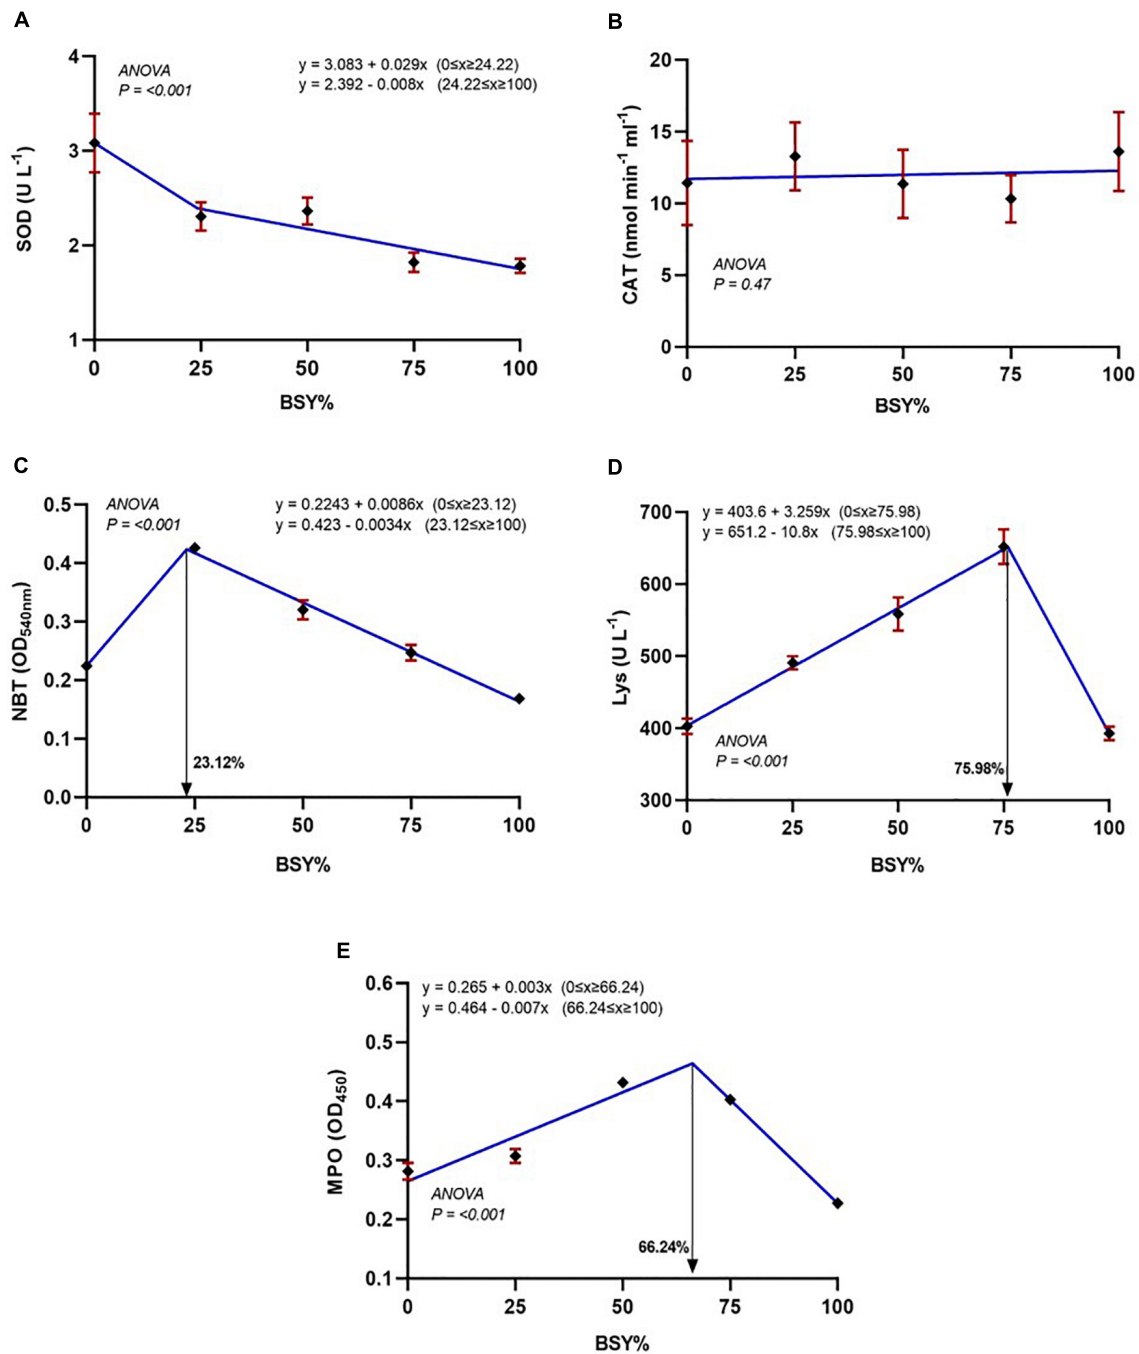 A
ANOVA
P = <0.001
y = 3.083 + 0.029x (0≤x≥24.22)
y = 2.392 - 0.008x (24.22≤x≥100)
SOD (U L⁻¹)
4
3
2
1
0 25 50 75 100
BSY%
B
CAT (nmol min⁻¹ ml⁻¹)
20
15
10
5
0
ANOVA
P = 0.47
0 25 50 75 100
BSY%
C
ANOVA
P = <0.001
y = 0.2243 + 0.0086x (0≤x≥23.12)
y = 0.423 - 0.0034x (23.12≤x≥100)
NBT (OD₅₄₀ₙₘ)
0.5
0.4
0.3
0.2
0.1
0.0
23.12%
0 25 50 75 100
BSY%
D
y = 403.6 + 3.259x (0≤x≥75.98)
y = 651.2 - 10.8x (75.98≤x≥100)
Lys (U L⁻¹)
700
600
500
400
300
ANOVA
P = <0.001
75.98%
0 25 50 75 100
BSY%
E
y = 0.265 + 0.003x (0≤x≥66.24)
y = 0.464 - 0.007x (66.24≤x≥100)
MPO (OD₄₅₀)
0.6
0.5
0.4
0.3
0.2
0.1
ANOVA
P = <0.001
66.24%
0 25 50 75 100
BSY%